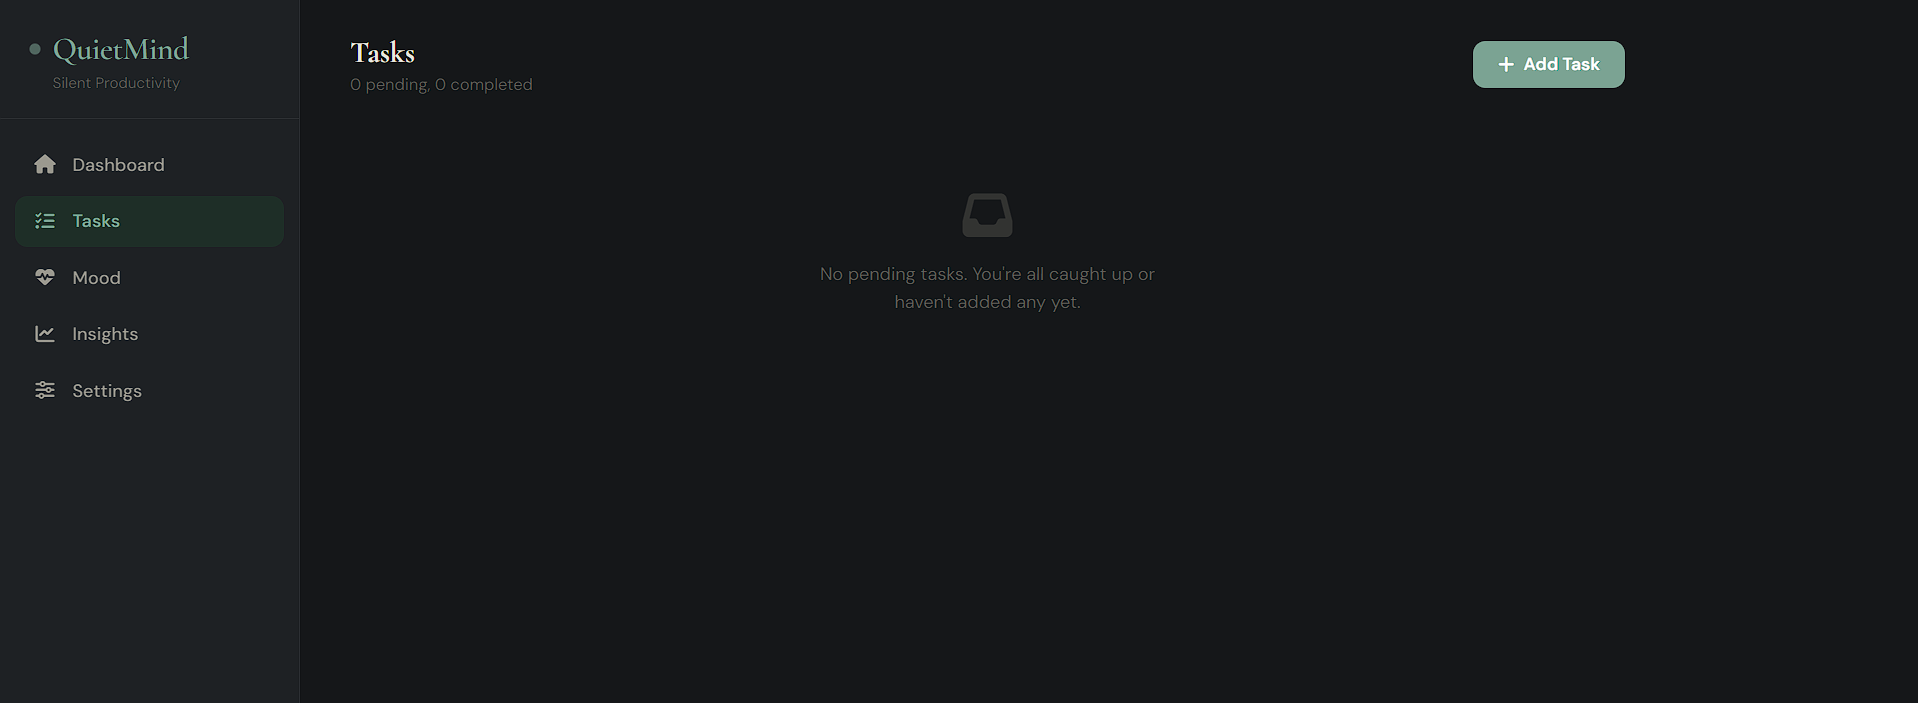 QuietMind
Silent Productivity
Dashboard
Tasks
Mood
Insights
Settings
Tasks
0 pending, 0 completed
Add Task
No pending tasks. You're all caught up or
haven't added any yet.